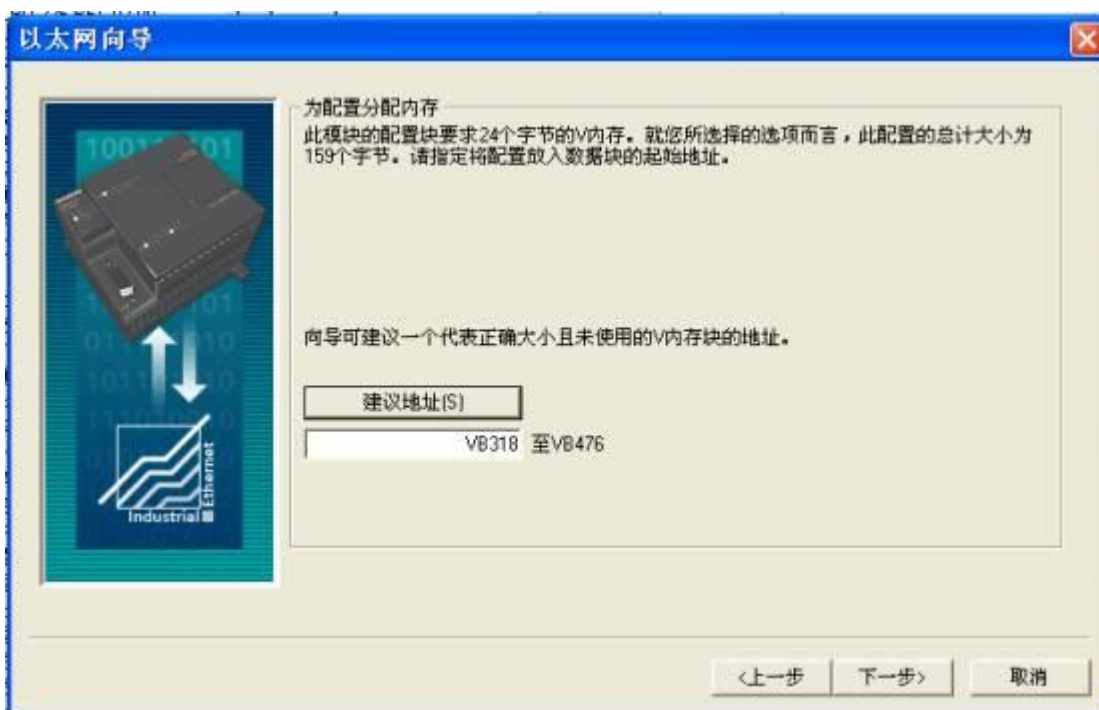 以太网向导
为配置分配内存
此模块的配置块要求24个字节的V内存。就您所选择的选项而言，此配置的总计大小为
159个字节。请指定将配置放入数据块的起始地址。
向导可建议一个代表正确大小且未使用的V内存块的地址。
建议地址(S)
VB318 至VB476
Industrial Ethernet
<上一步 下一步> 取消